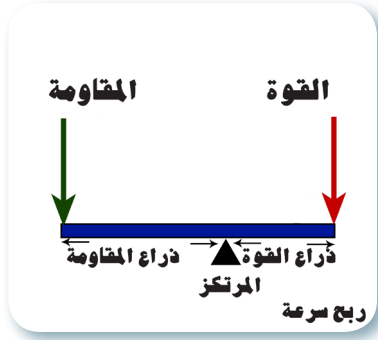 القوة المقاومة
ذراع القوة ذراع المقاومة
المرتكز
ربح سرعة